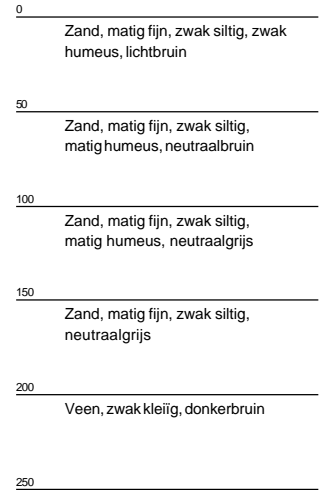 0
Zand, matig fijn, zwak siltig, zwak
humeus, lichtbruin
50
Zand, matig fijn, zwak siltig,
matig humeus, neutraalbruin
100
Zand, matig fijn, zwak siltig,
matig humeus, neutraalgrijs
150
Zand, matig fijn, zwak siltig,
neutraalgrijs
200
Veen, zwak kleiïg, donkerbruin
250